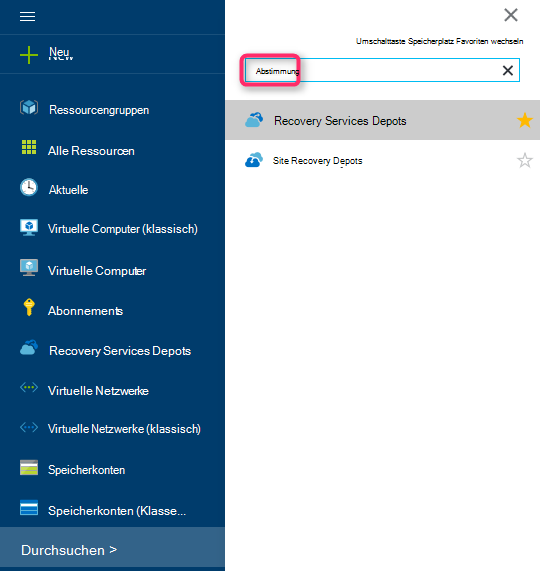 Neu
New
Ressourcengruppen
Alle Ressourcen
Aktuelle
Virtuelle Computer (klassisch)
Virtuelle Computer
Abonnements
Recovery Services Depots
Virtuelle Netzwerke
Virtuelle Netzwerke (klassisch)
Speicherkonten
Speicherkonten (Klasse...
Durchsuchen >
Umschalttaste Speicherplatz Favoriten wechseln
Abstimmung
Recovery Services Depots
Site Recovery Depots